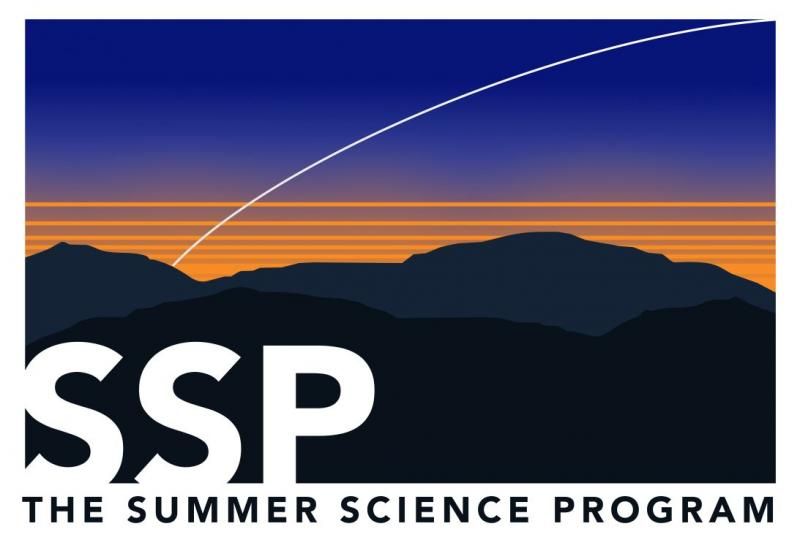 SSP
THE SUMMER SCIENCE PROGRAM